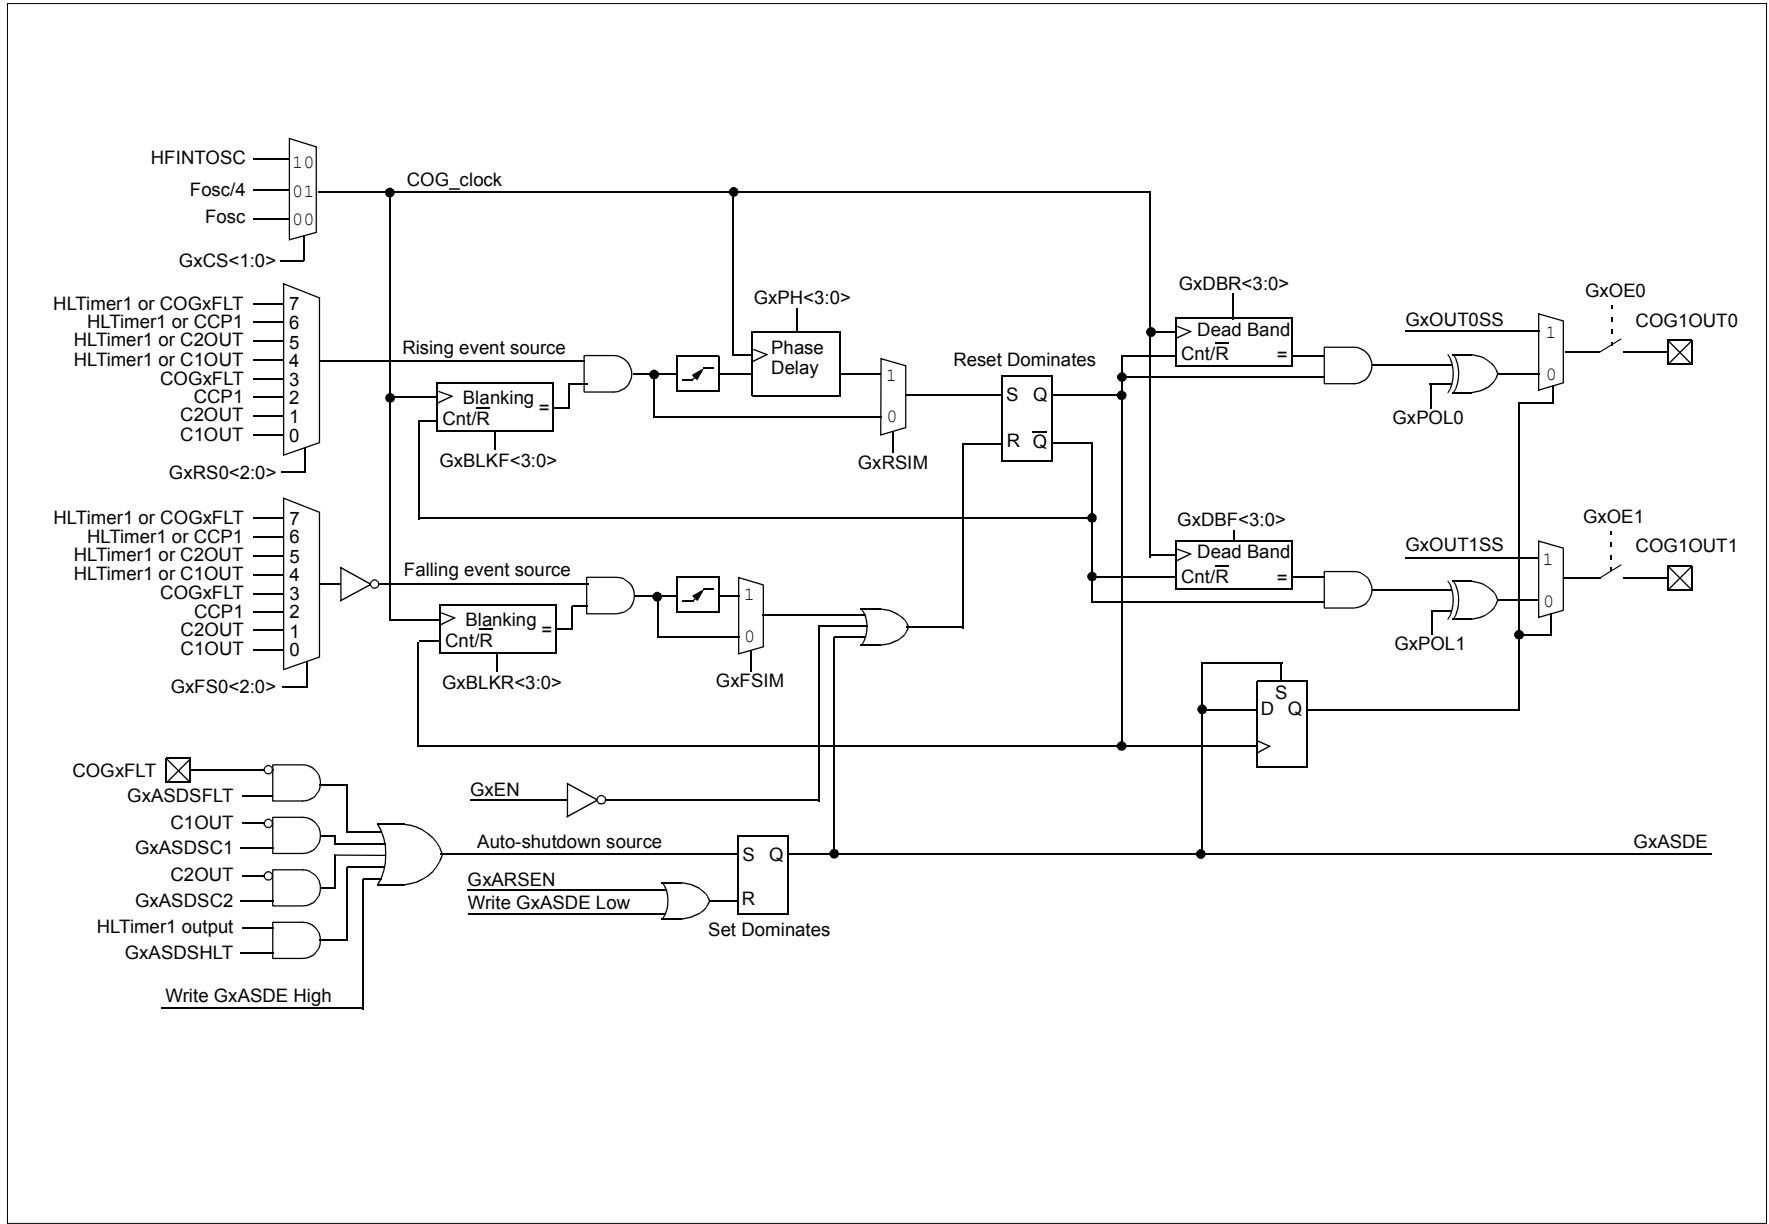 HFINTOSC
10
Fosc/4
01
COG_clock
Fosc
00
GxCS<1:0>
HLTimer1 or COGxFLT
7
HLTimer1 or CCP1
6
HLTimer1 or C2OUT
5
HLTimer1 or C1OUT
4
COGxFLT
3
CCP1
2
C2OUT
1
C1OUT
0
GxRS0<2:0>
Rising event source
Blanking
Cnt/R̅
=
GxBLKF<3:0>
GxPH<3:0>
Phase
Delay
1
0
GxRSIM
Reset Dominates
S Q
R Q̅
GxDBR<3:0>
Dead Band
Cnt/R̅
=
GxPOL0
GxOUT0SS
1
0
GxOE0
COG1OUT0
HLTimer1 or COGxFLT
7
HLTimer1 or CCP1
6
HLTimer1 or C2OUT
5
HLTimer1 or C1OUT
4
COGxFLT
3
CCP1
2
C2OUT
1
C1OUT
0
GxFS0<2:0>
Falling event source
Blanking
Cnt/R̅
=
GxBLKR<3:0>
1
0
GxFSIM
GxDBF<3:0>
Dead Band
Cnt/R̅
=
GxPOL1
GxOUT1SS
1
0
GxOE1
COG1OUT1
S
D Q
COGxFLT
GxASDSFLT
C1OUT
GxASDSC1
C2OUT
GxASDSC2
HLTimer1 output
GxASDSHLT
Write GxASDE High
GxEN
Auto-shutdown source
GxARSEN
Write GxASDE Low
S Q
R
Set Dominates
GxASDE